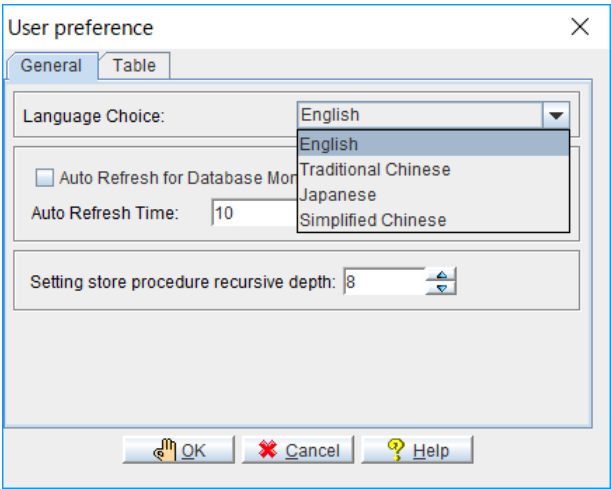 User preference
General Table
Language Choice: English
English
Traditional Chinese
Japanese
Simplified Chinese
Auto Refresh for Database Mon
Auto Refresh Time: 10
Setting store procedure recursive depth: 8
OK Cancel Help